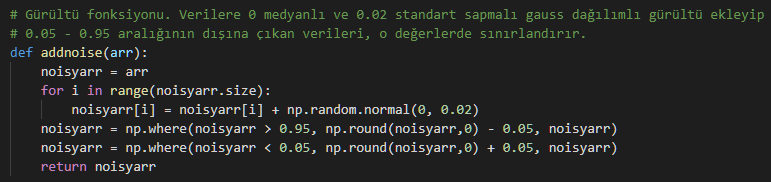 # Gürültü fonksiyonu. Verilere 0 medyanlı ve 0.02 standart sapmalı gauss dağılımlı gürültü ekleyip
# 0.05 - 0.95 aralığının dışına çıkan verileri, o değerlerde sınırlandırır.
def addnoise(arr):
    noisyarr = arr
    for i in range(noisyarr.size):
        noisyarr[i] = noisyarr[i] + np.random.normal(0, 0.02)
    noisyarr = np.where(noisyarr > 0.95, np.round(noisyarr,0) - 0.05, noisyarr)
    noisyarr = np.where(noisyarr < 0.05, np.round(noisyarr,0) + 0.05, noisyarr)
    return noisyarr